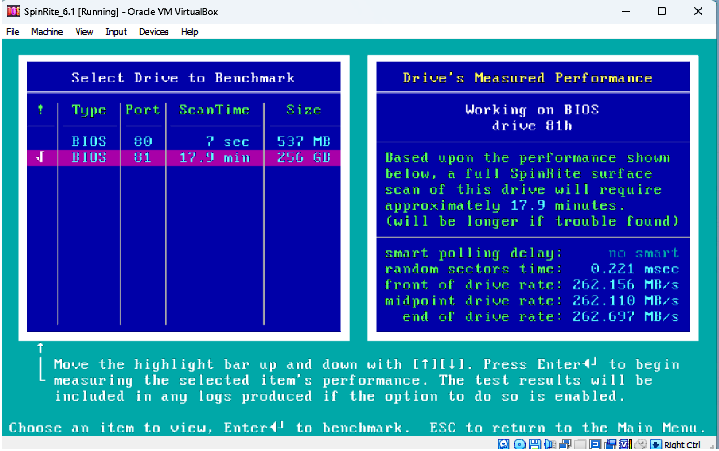 SpinRite_6.1 [Running] - Oracle VM VirtualBox
File Machine View Input Devices Help
Select Drive to Benchmark
↑ Type Port ScanTime Size
BIOS 80 7 sec 537 MB
√ BIOS 81 17.9 min 256 GB
Drive's Measured Performance
Working on BIOS
drive 81h
Based upon the performance shown
below, a full SpinRite surface
scan of this drive will require
approximately 17.9 minutes.
(will be longer if trouble found)
smart polling delay: no smart
random sectors time: 0.221 msec
front of drive rate: 262.156 MB/s
midpoint drive rate: 262.110 MB/s
end of drive rate: 262.697 MB/s
Move the highlight bar up and down with [↑][↓]. Press Enter◄┘ to begin
measuring the selected item's performance. The test results will be
included in any logs produced if the option to do so is enabled.
Choose an item to view, Enter◄┘ to benchmark. ESC to return to the Main Menu.
Right Ctrl